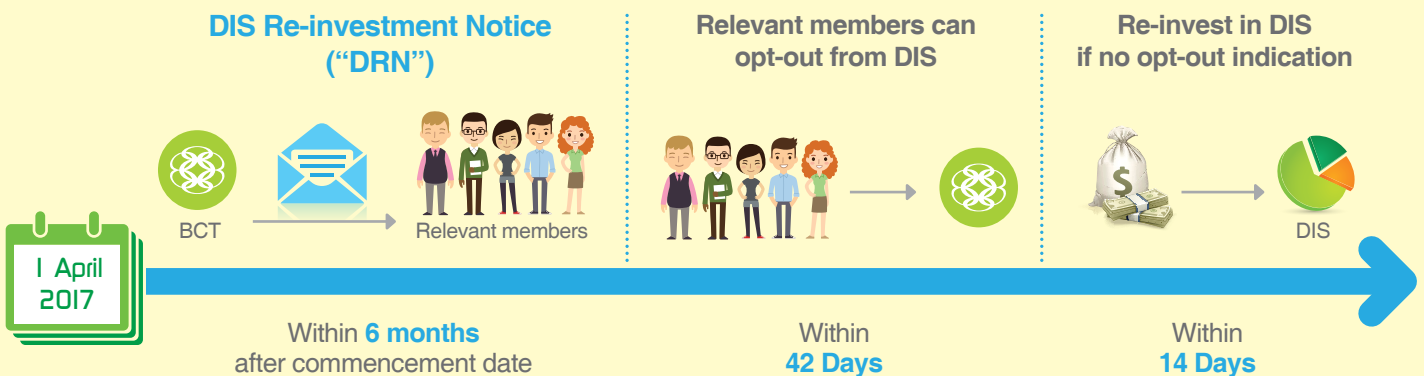 DIS Re-investment Notice
(“DRN”)
Relevant members can
opt-out from DIS
Re-invest in DIS
if no opt-out indication
BCT
Relevant members
$
DIS
1 April
2017
Within 6 months
after commencement date
Within
42 Days
Within
14 Days